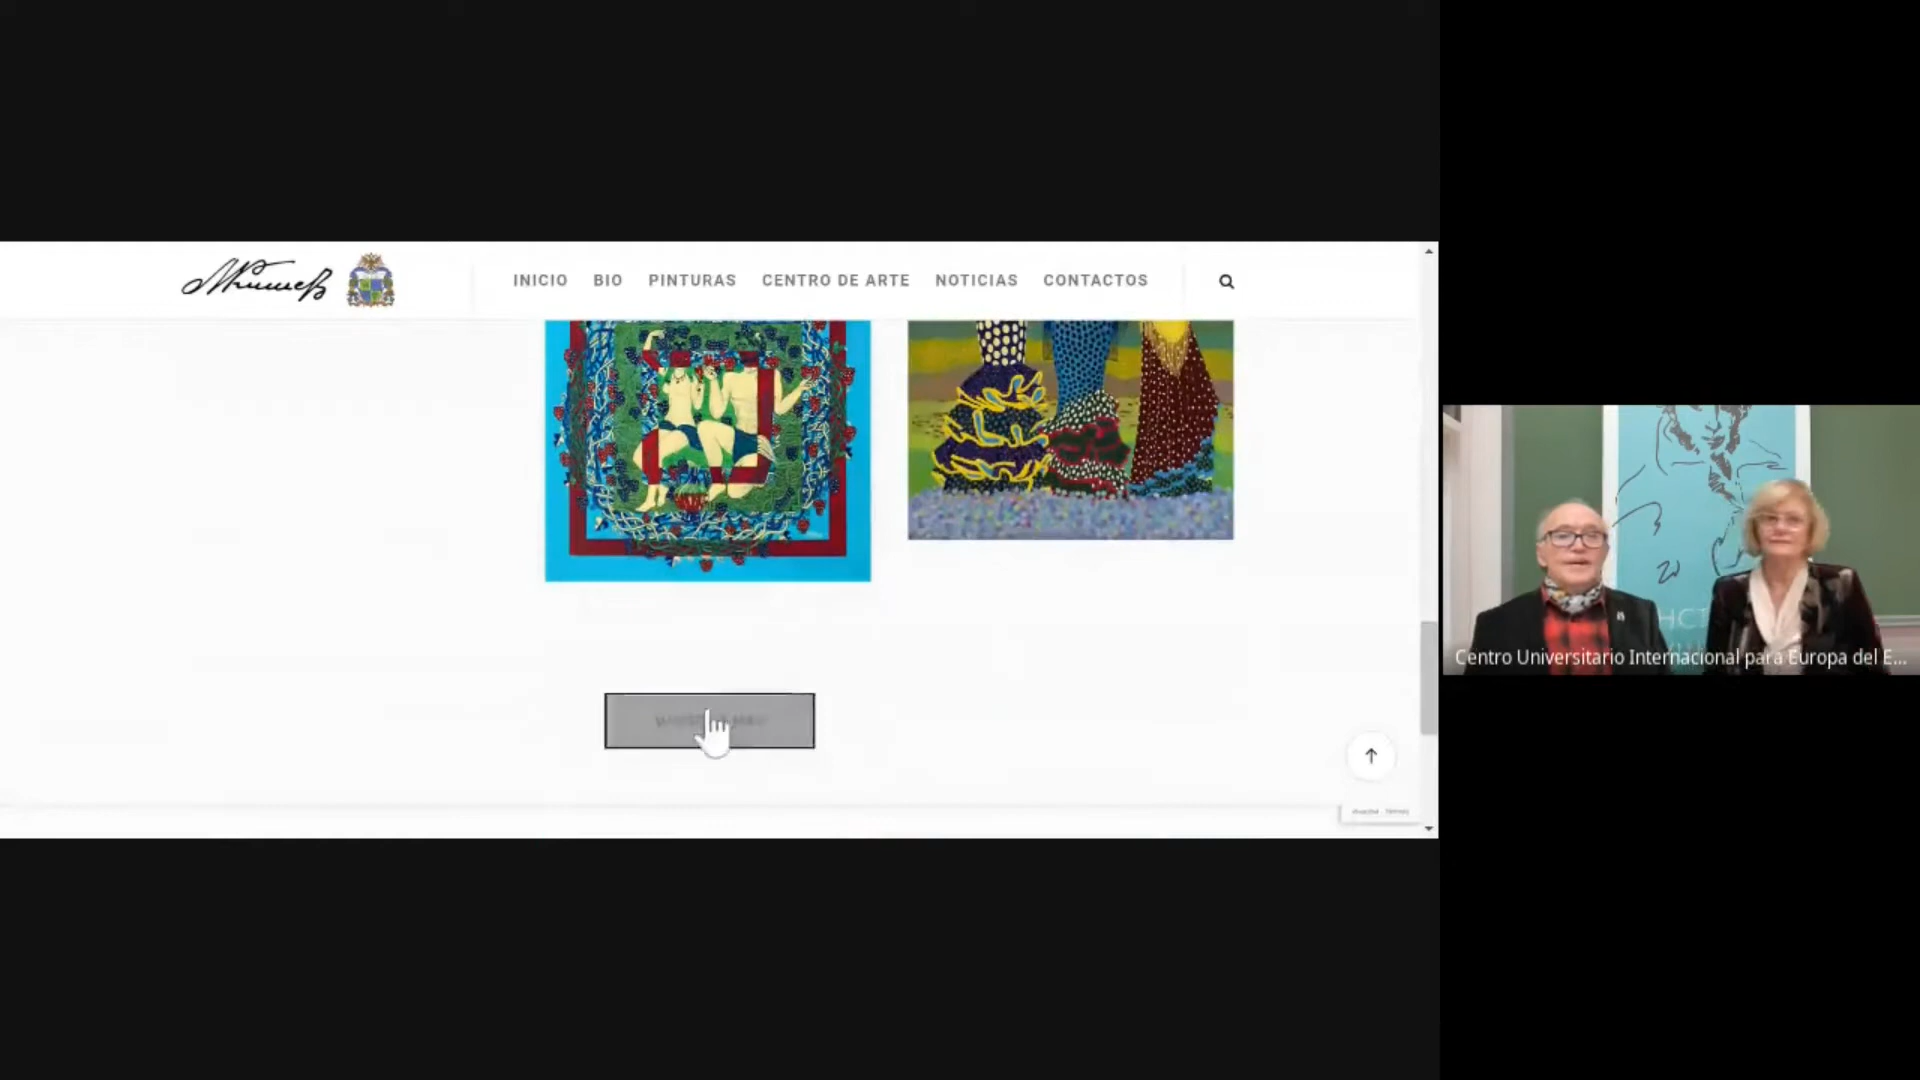 INICIO BIO PINTURAS CENTRO DE ARTE NOTICIAS CONTACTOS
Centro Universitario Internacional para Europa del E...